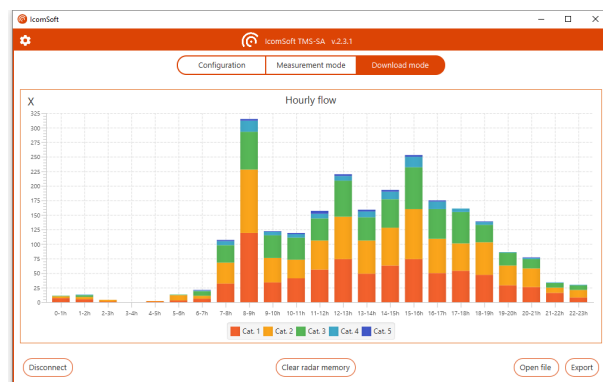 IcomSoft
IcomSoft TMS-SA v.2.3.1
Configuration Measurement mode Download mode
X Hourly flow
325
300
275
250
225
200
175
150
125
100
75
50
25
0
0-1h 1-2h 2-3h 3-4h 4-5h 5-6h 6-7h 7-8h 8-9h 9-10h 10-11h 11-12h 12-13h 13-14h 14-15h 15-16h 16-17h 17-18h 18-19h 19-20h 20-21h 21-22h 22-23h
Cat. 1 Cat. 2 Cat. 3 Cat. 4 Cat. 5
Disconnect Clear radar memory Open file Export